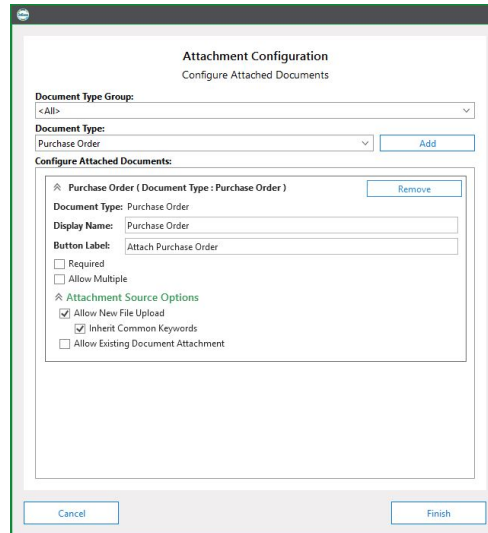 Attachment Configuration
Configure Attached Documents
Document Type Group:
<All>
Document Type:
Purchase Order
Add
Configure Attached Documents:
Purchase Order ( Document Type : Purchase Order )
Remove
Document Type: Purchase Order
Display Name: Purchase Order
Button Label: Attach Purchase Order
Required
Allow Multiple
Attachment Source Options
Allow New File Upload
Inherit Common Keywords
Allow Existing Document Attachment
Cancel
Finish